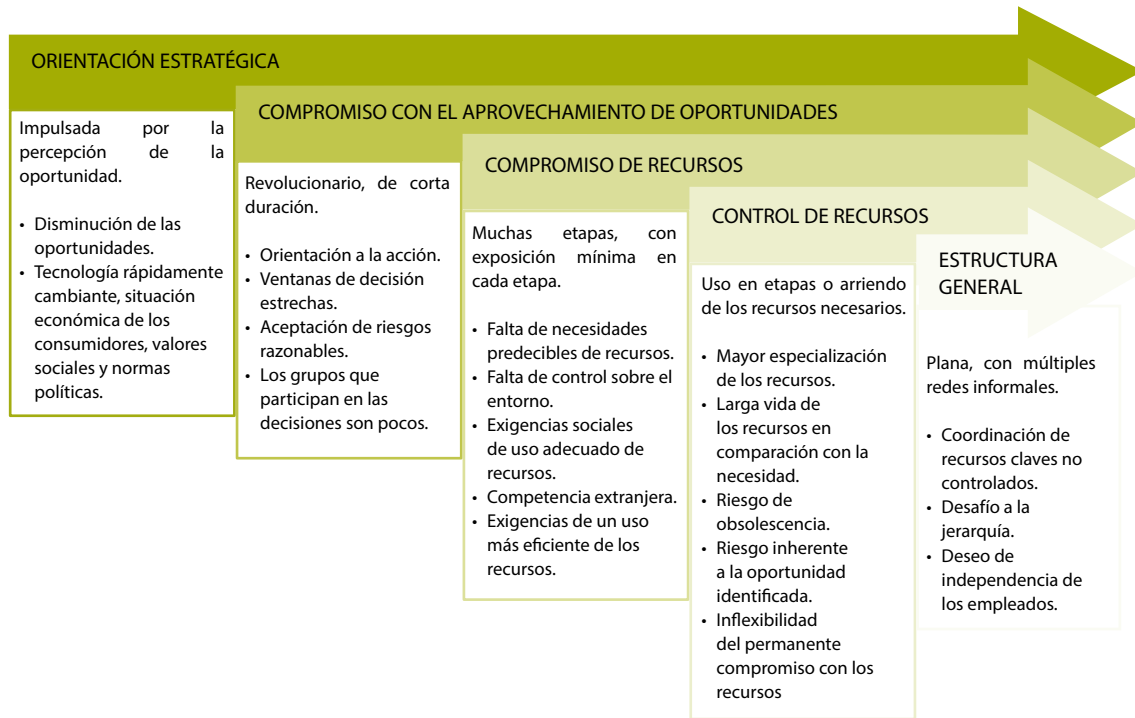 ORIENTACIÓN ESTRATÉGICA
Impulsada por la
percepción de la
oportunidad.
• Disminución de las
oportunidades.
• Tecnología rápidamente
cambiante, situación
económica de los
consumidores, valores
sociales y normas
políticas.
COMPROMISO CON EL APROVECHAMIENTO DE OPORTUNIDADES
Revolucionario, de corta
duración.
• Orientación a la acción.
• Ventanas de decisión
estrechas.
• Aceptación de riesgos
razonables.
• Los grupos que
participan en las
decisiones son pocos.
COMPROMISO DE RECURSOS
Muchas etapas, con
exposición mínima en
cada etapa.
• Falta de necesidades
predecibles de recursos.
• Falta de control sobre el
entorno.
• Exigencias sociales
de uso adecuado de
recursos.
• Competencia extranjera.
• Exigencias de un uso
más eficiente de los
recursos.
CONTROL DE RECURSOS
Uso en etapas o arriendo
de los recursos necesarios.
• Mayor especialización
de los recursos.
• Larga vida de
los recursos en
comparación con la
necesidad.
• Riesgo de
obsolescencia.
• Riesgo inherente
a la oportunidad
identificada.
• Inflexibilidad
del permanente
compromiso con los
recursos
ESTRUCTURA
GENERAL
Plana, con múltiples
redes informales.
• Coordinación de
recursos claves no
controlados.
• Desafío a la
jerarquía.
• Deseo de
independencia de
los empleados.